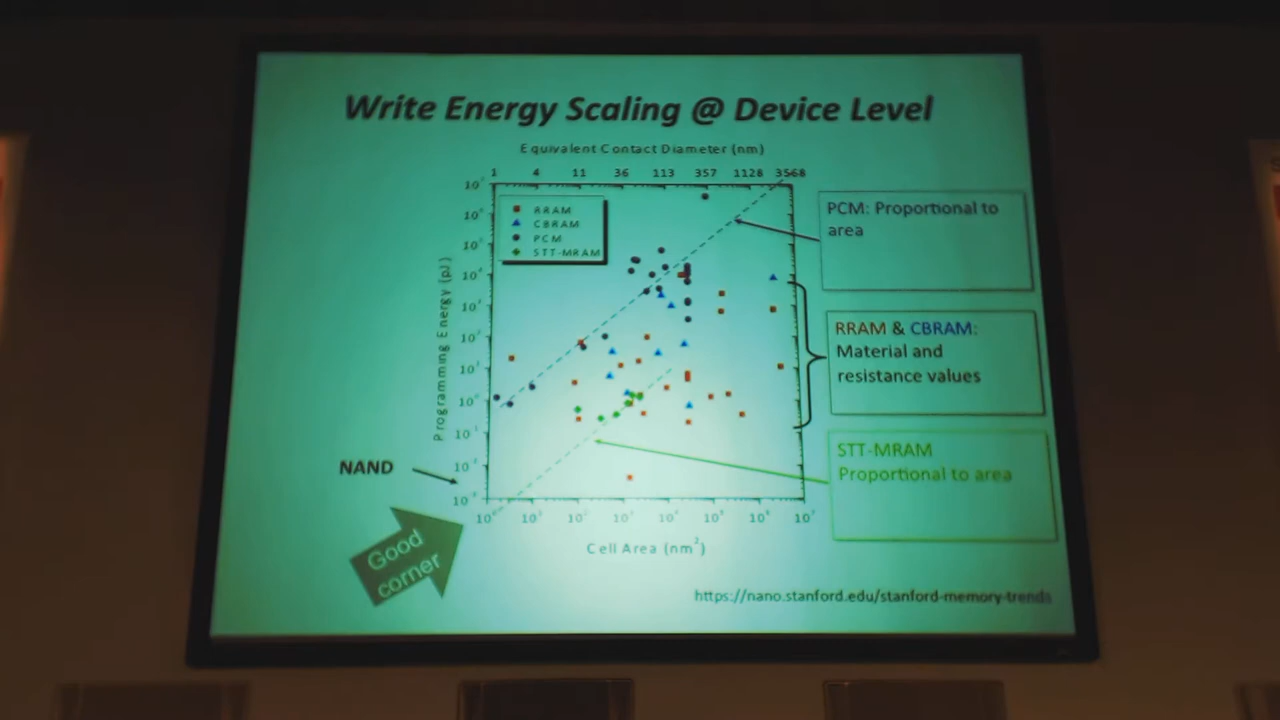 Write Energy Scaling @ Device Level
Equivalent Contact Diameter (nm)
1 4 11 36 113 357 1128 3568
RRAM
CBRAM
PCM
STT-MRAM
Programming Energy (pJ)
Cell Area (nm²)
NAND
Good
corner
PCM: Proportional to
area
RRAM & CBRAM:
Material and
resistance values
STT-MRAM
Proportional to area
https://nano.stanford.edu/stanford-memory-trends